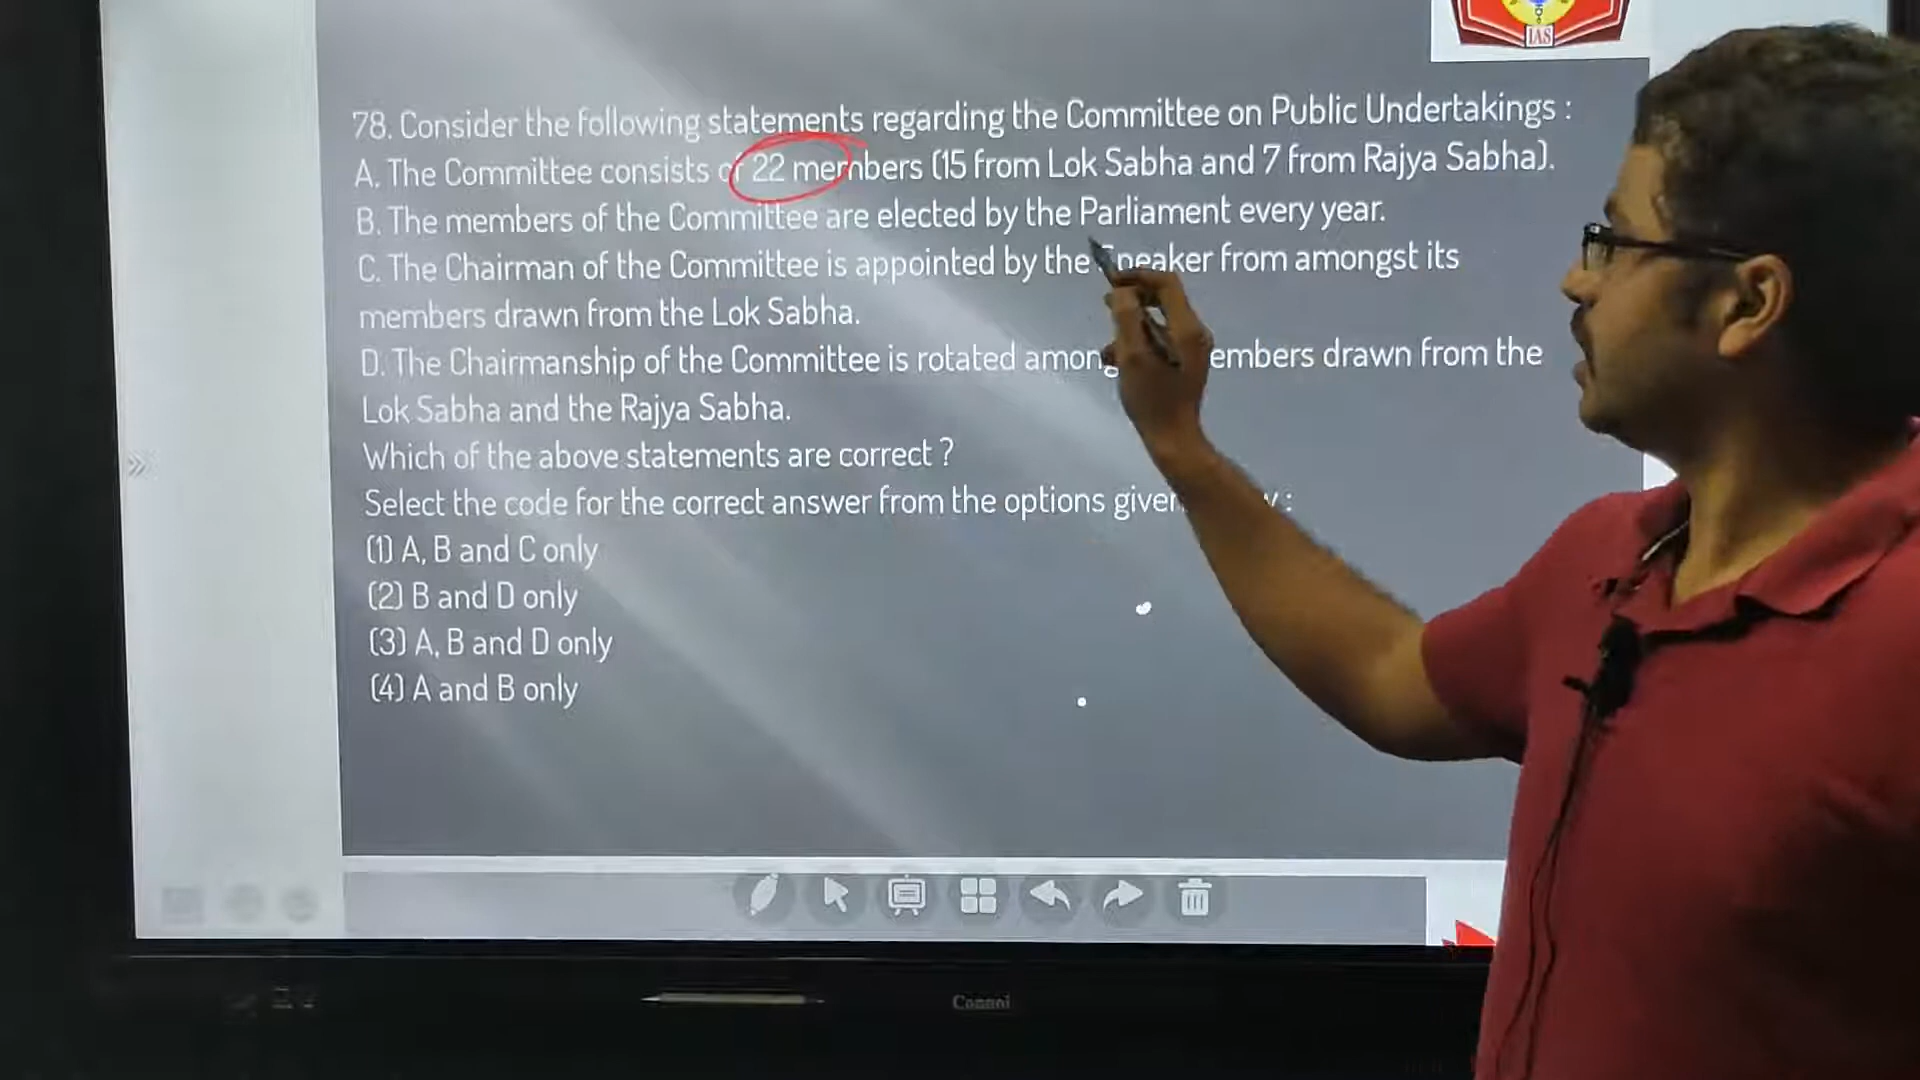 IAS
78. Consider the following statements regarding the Committee on Public Undertakings :
A. The Committee consists of 22 members (15 from Lok Sabha and 7 from Rajya Sabha).
B. The members of the Committee are elected by the Parliament every year.
C. The Chairman of the Committee is appointed by the Speaker from amongst its
members drawn from the Lok Sabha.
D. The Chairmanship of the Committee is rotated among embers drawn from the
Lok Sabha and the Rajya Sabha.
Which of the above statements are correct ?
Select the code for the correct answer from the options given :
(1) A, B and C only
(2) B and D only
(3) A, B and D only
(4) A and B only